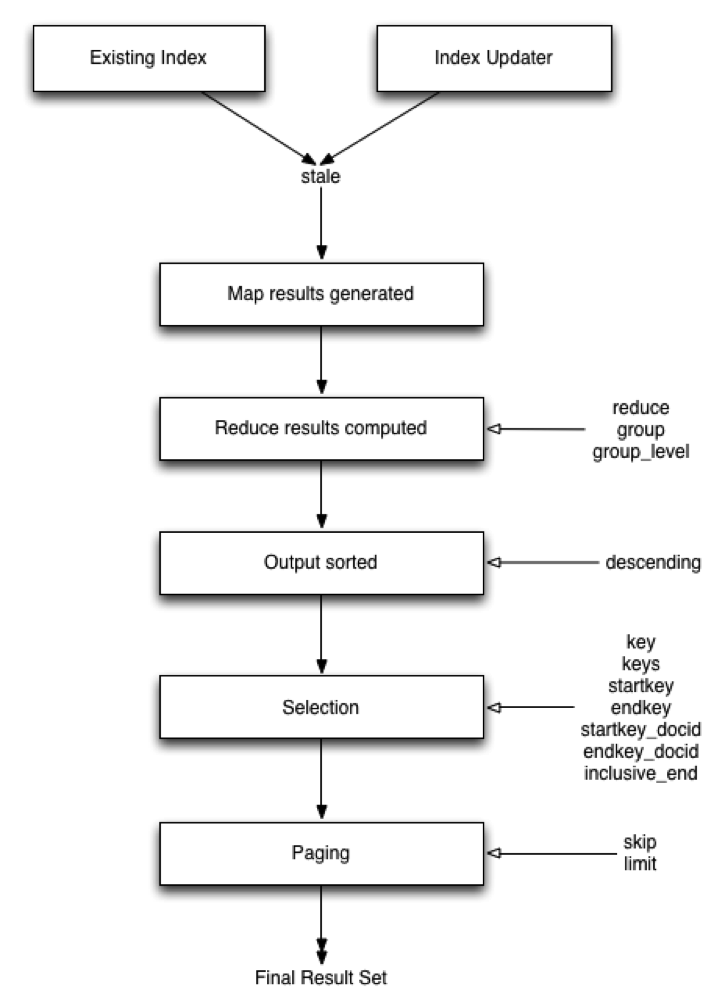 Existing Index
Index Updater
stale
Map results generated
Reduce results computed
reduce
group
group_level
Output sorted
descending
Selection
key
keys
startkey
endkey
startkey_docid
endkey_docid
inclusive_end
Paging
skip
limit
Final Result Set